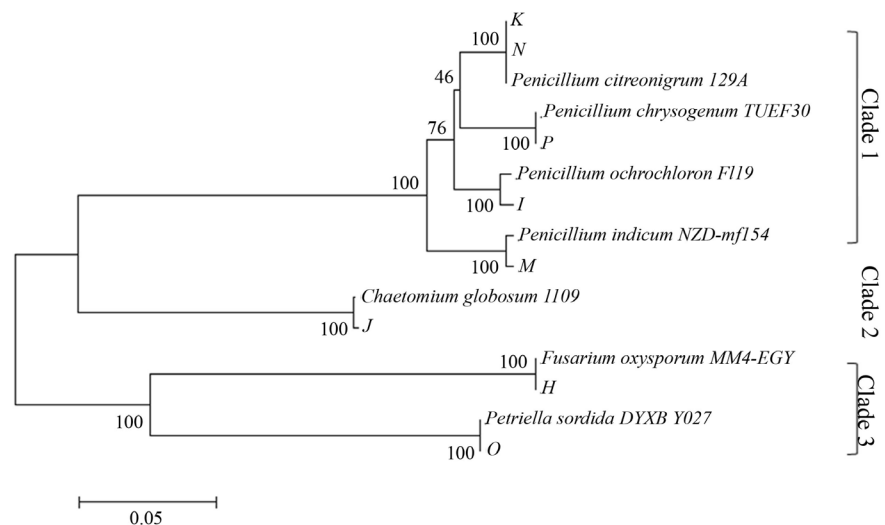 K
100
N
Penicillium citreonigrum 129A
46
Penicillium chrysogenum TUEF30
100
P
76
Penicillium ochrochloron Fl19
100
I
100
Penicillium indicum NZD-mf154
100
M
Clade 1
Chaetomium globosum 1109
100
J
Clade 2
100
Fusarium oxysporum MM4-EGY
H
100
Petriella sordida DYXB Y027
100
O
Clade 3
0.05